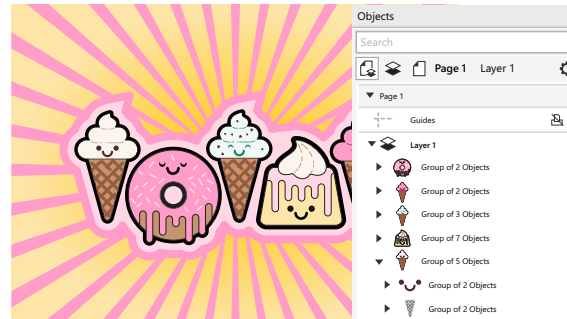 Objects
Search
Page 1 Layer 1
Page 1
Guides
Layer 1
Group of 2 Objects
Group of 2 Objects
Group of 3 Objects
Group of 7 Objects
Group of 5 Objects
Group of 2 Objects
Group of 2 Objects